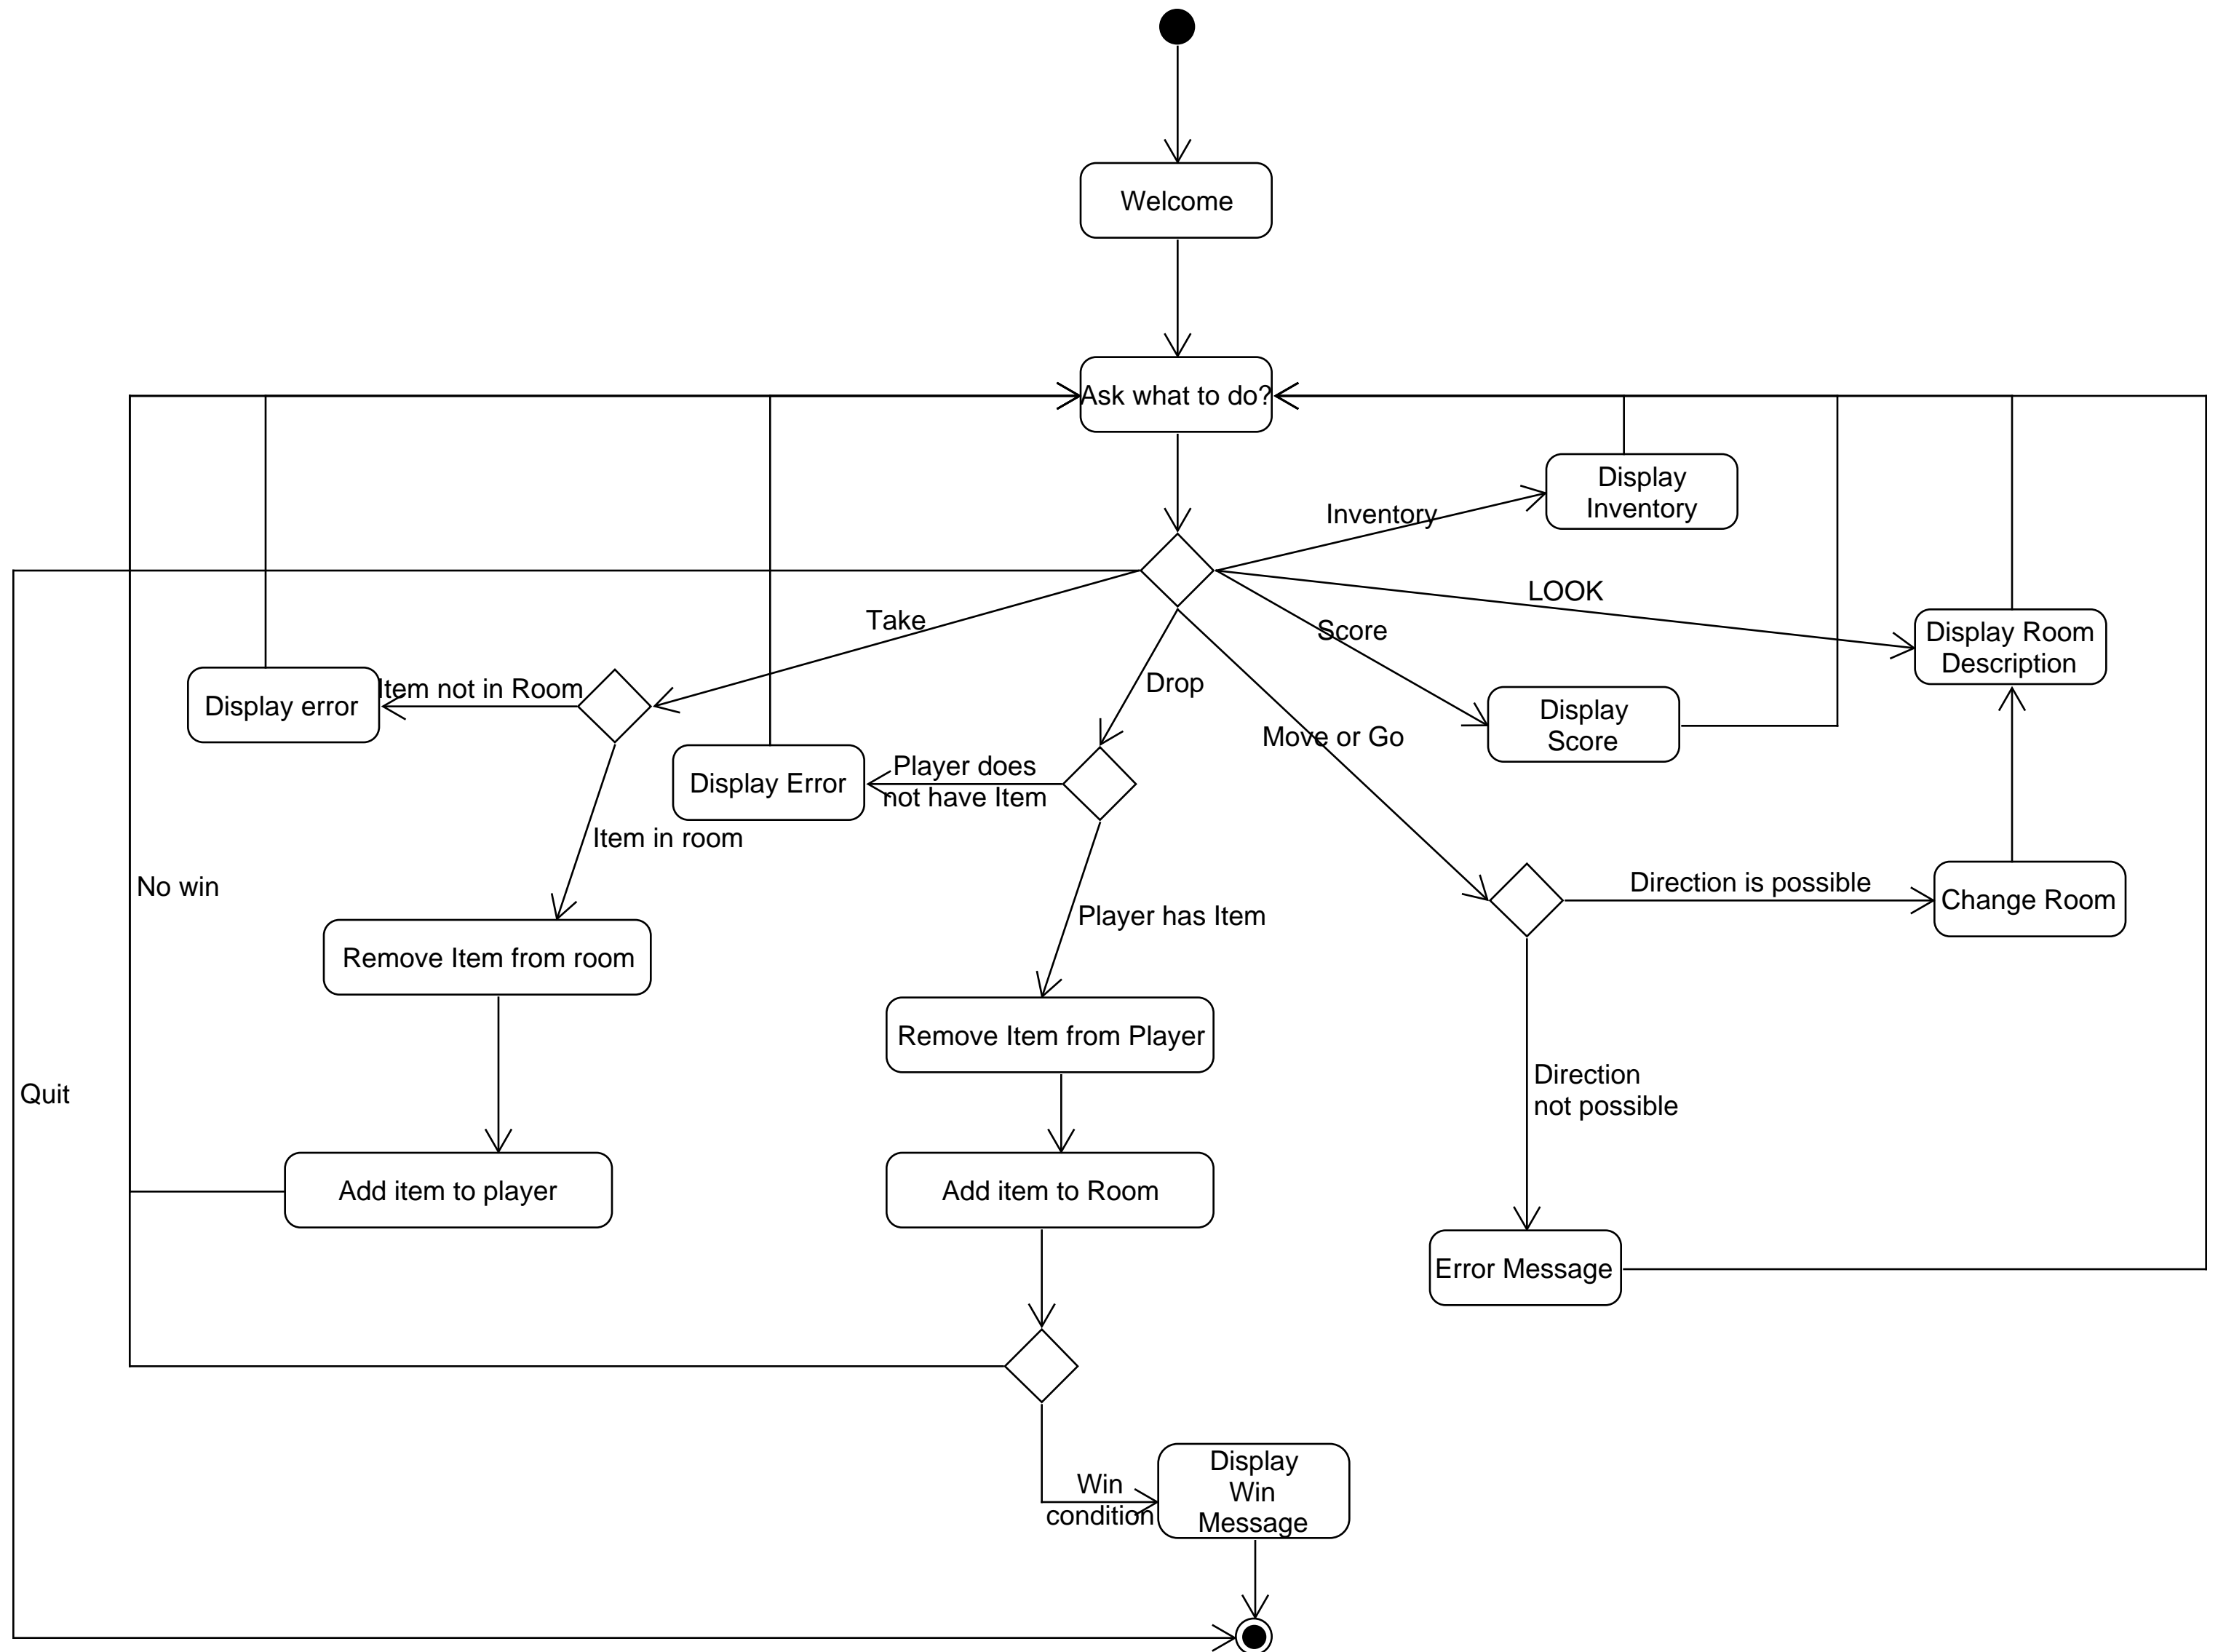 Welcome
Ask what to do?
Display
Inventory
Inventory
LOOK
Take
Score
Display Room
Description
Drop
Item not in Room
Display error
Display
Score
Move or Go
Player does
not have Item
Display Error
Item in room
No win
Direction is possible
Change Room
Player has Item
Remove Item from room
Remove Item from Player
Direction
not possible
Quit
Add item to player
Add item to Room
Error Message
Display
Win
Message
Win
condition